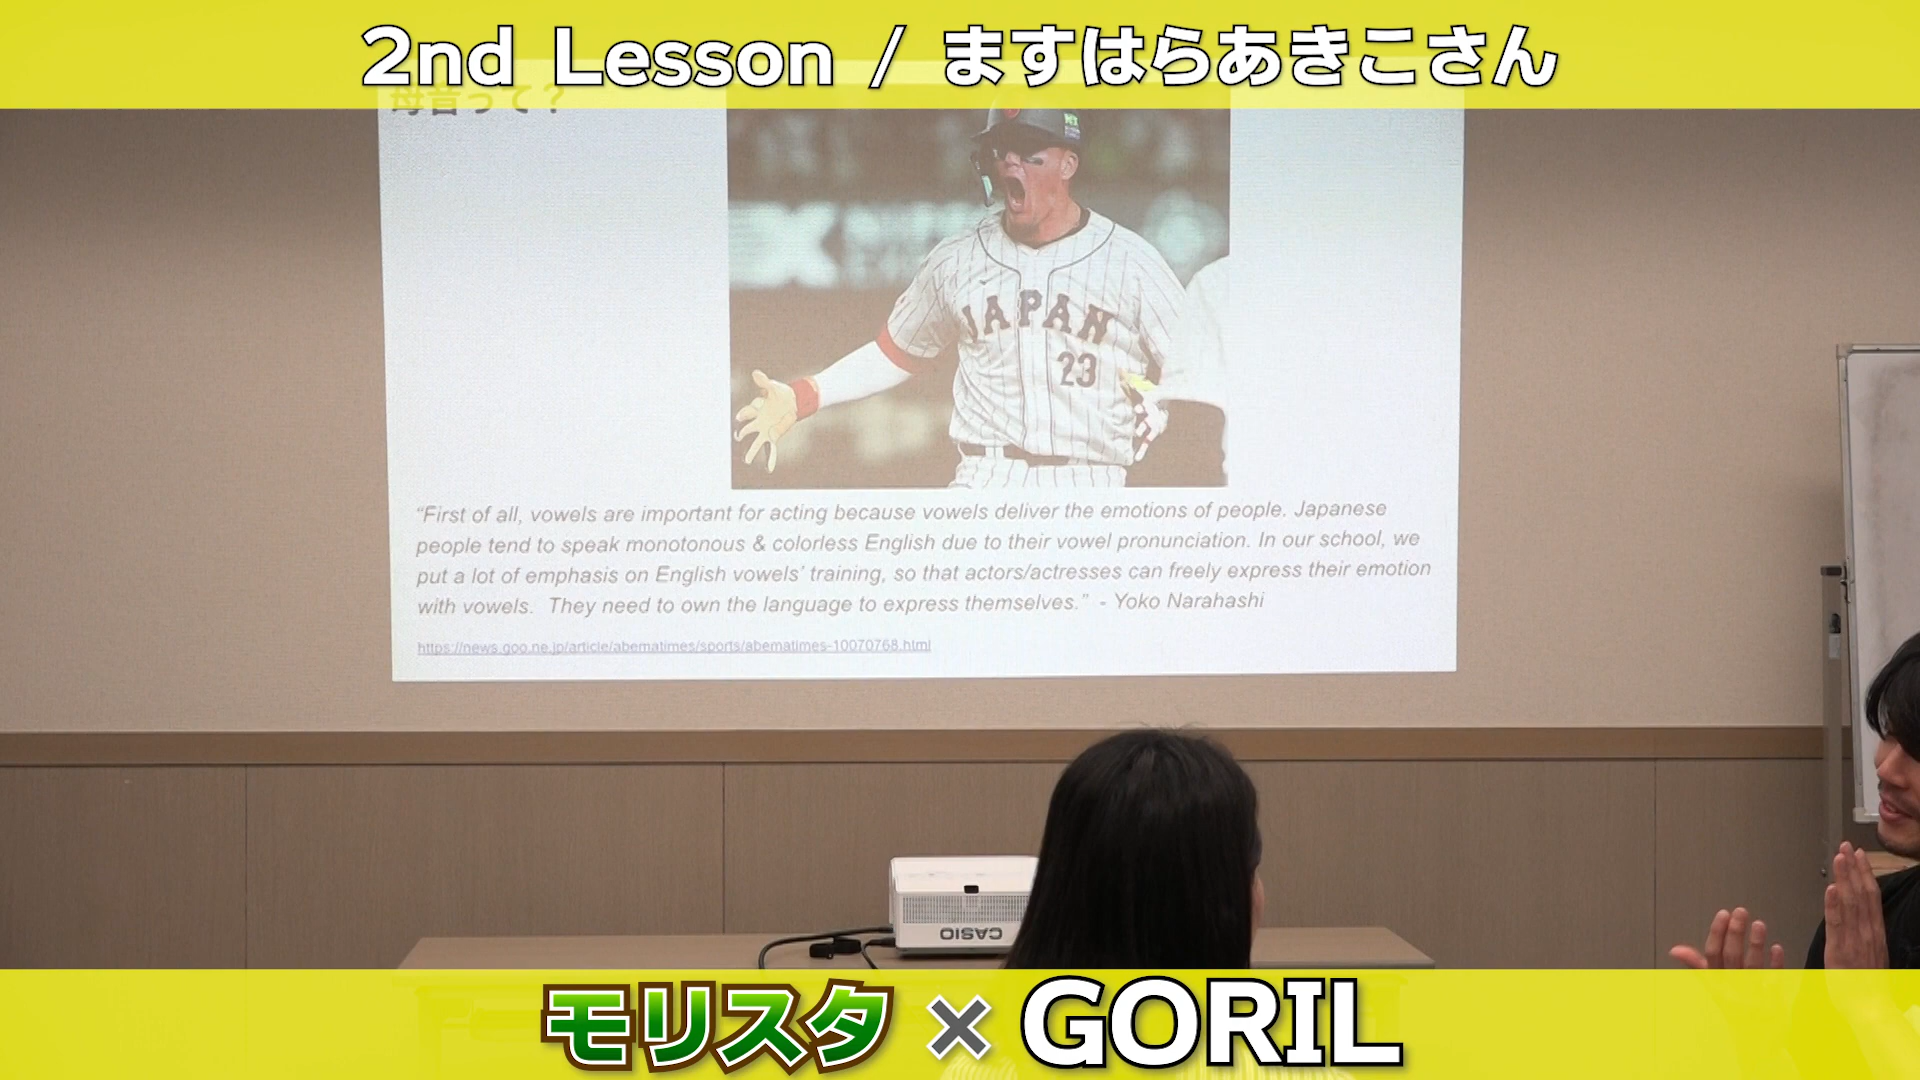 2nd Lesson / ますはらあきこさん
母音って?
JAPAN
23
“First of all, vowels are important for acting because vowels deliver the emotions of people. Japanese
people tend to speak monotonous & colorless English due to their vowel pronunciation. In our school, we
put a lot of emphasis on English vowels’ training, so that actors/actresses can freely express their emotion
with vowels. They need to own the language to express themselves.” - Yoko Narahashi
https://news.goo.ne.jp/article/abematimes/sports/abematimes-10070768.html
CASIO
モリスタ × GORIL